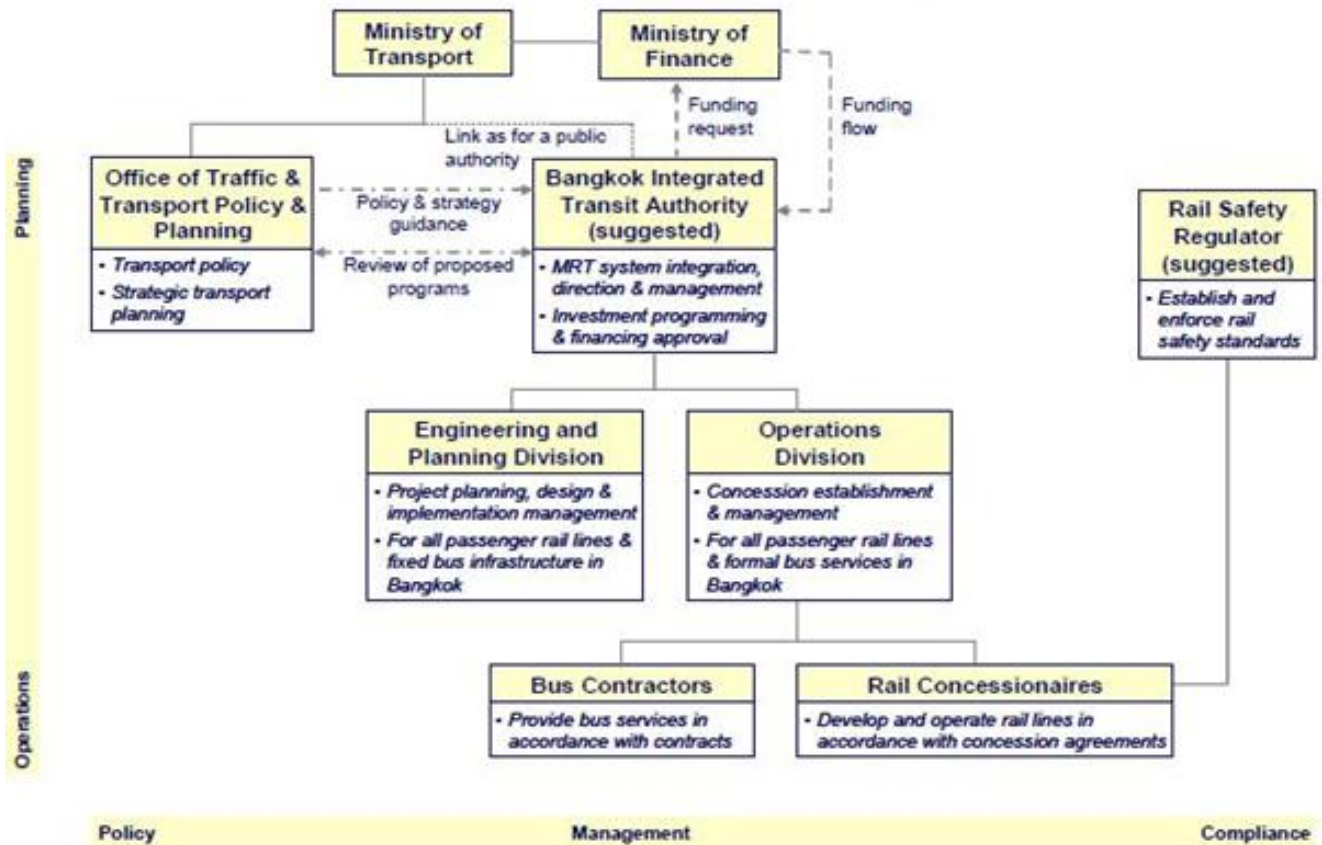 Ministry of
Transport
Ministry of
Finance
Funding
request
Funding
flow
Link as for a public
authority
Planning
Office of Traffic &
Transport Policy &
Planning
• Transport policy
• Strategic transport
planning
Policy & strategy
guidance
Review of proposed
programs
Bangkok Integrated
Transit Authority
(suggested)
• MRT system integration,
direction & management
• Investment programming
& financing approval
Rail Safety
Regulator
(suggested)
• Establish and
enforce rail
safety standards
Engineering and
Planning Division
• Project planning, design &
implementation management
• For all passenger rail lines &
fixed bus infrastructure in
Bangkok
Operations
Division
• Concession establishment
& management
• For all passenger rail lines
& formal bus services in
Bangkok
Operations
Bus Contractors
• Provide bus services in
accordance with contracts
Rail Concessionaires
• Develop and operate rail lines in
accordance with concession agreements
Policy
Management
Compliance